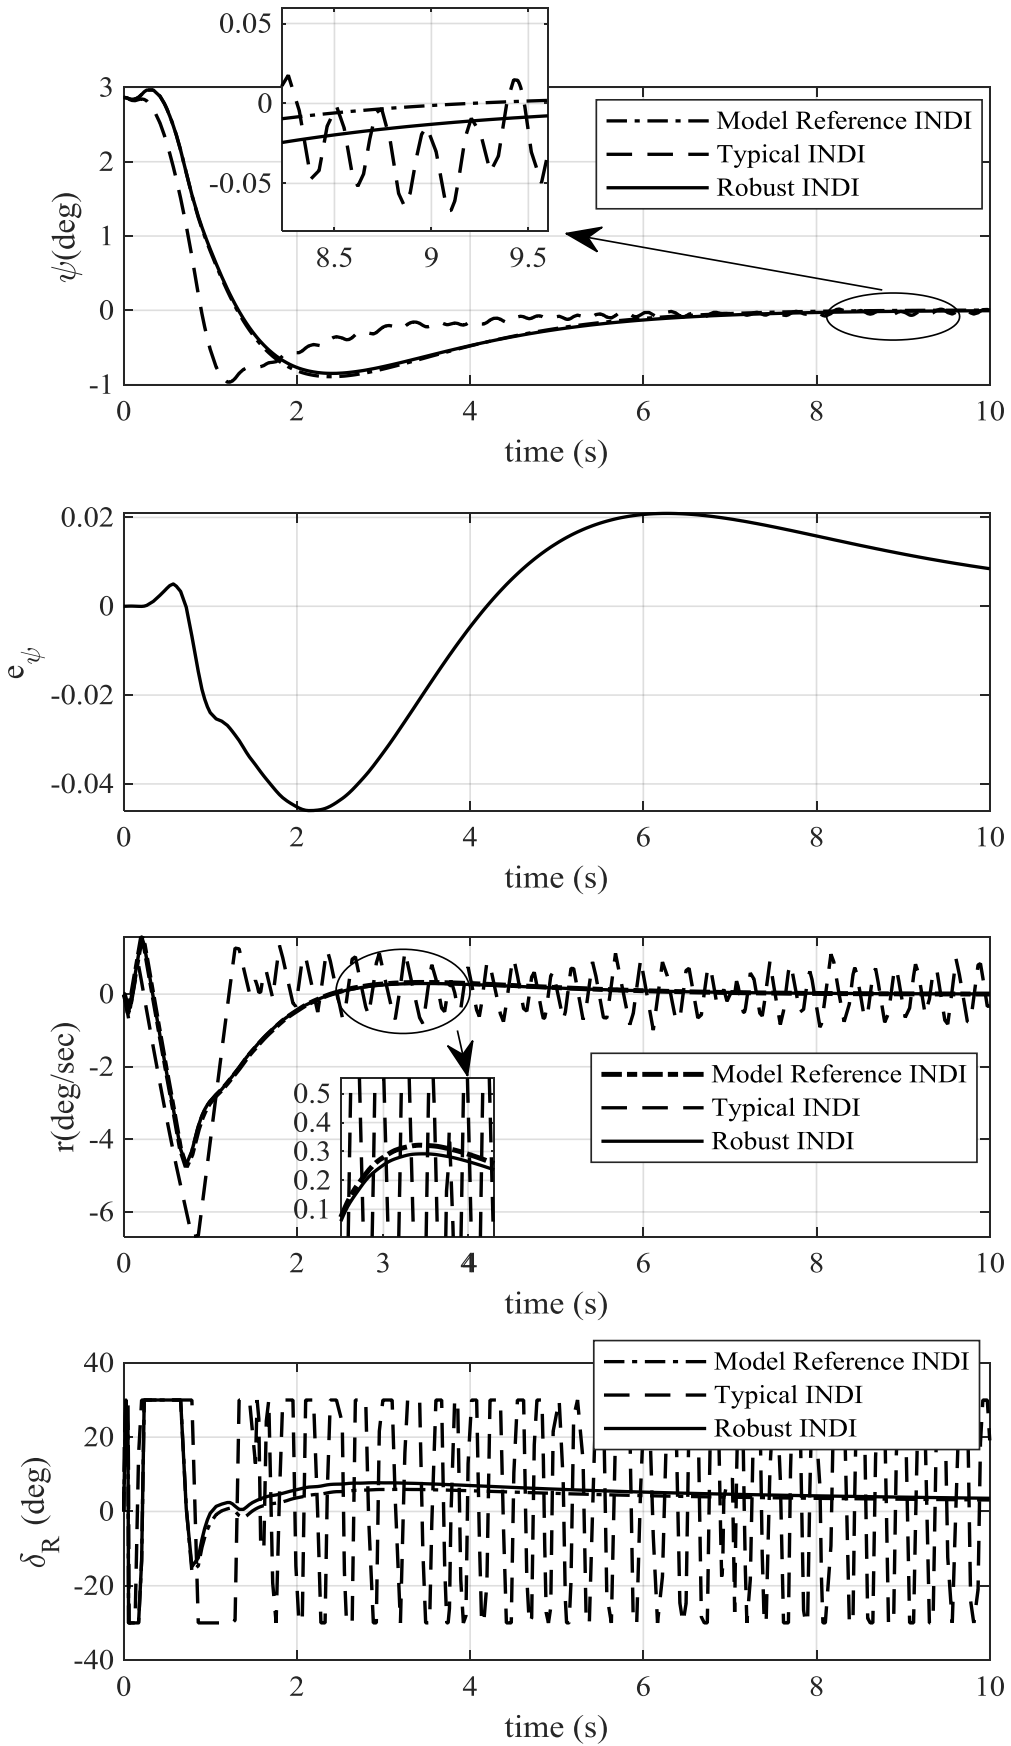 0.05
0
-0.05
8.5 9 9.5
3
2
1
0
-1
ψ(deg)
Model Reference INDI
Typical INDI
Robust INDI
0 2 4 6 8 10
time (s)
0.02
0
-0.02
-0.04
e_ψ
0 2 4 6 8 10
time (s)
0
-2
-4
-6
r(deg/sec)
Model Reference INDI
Typical INDI
Robust INDI
0.5
0.4
0.3
0.2
0.1
0 2 3 4 6 8 10
time (s)
40
20
0
-20
-40
δ_R (deg)
Model Reference INDI
Typical INDI
Robust INDI
0 2 4 6 8 10
time (s)